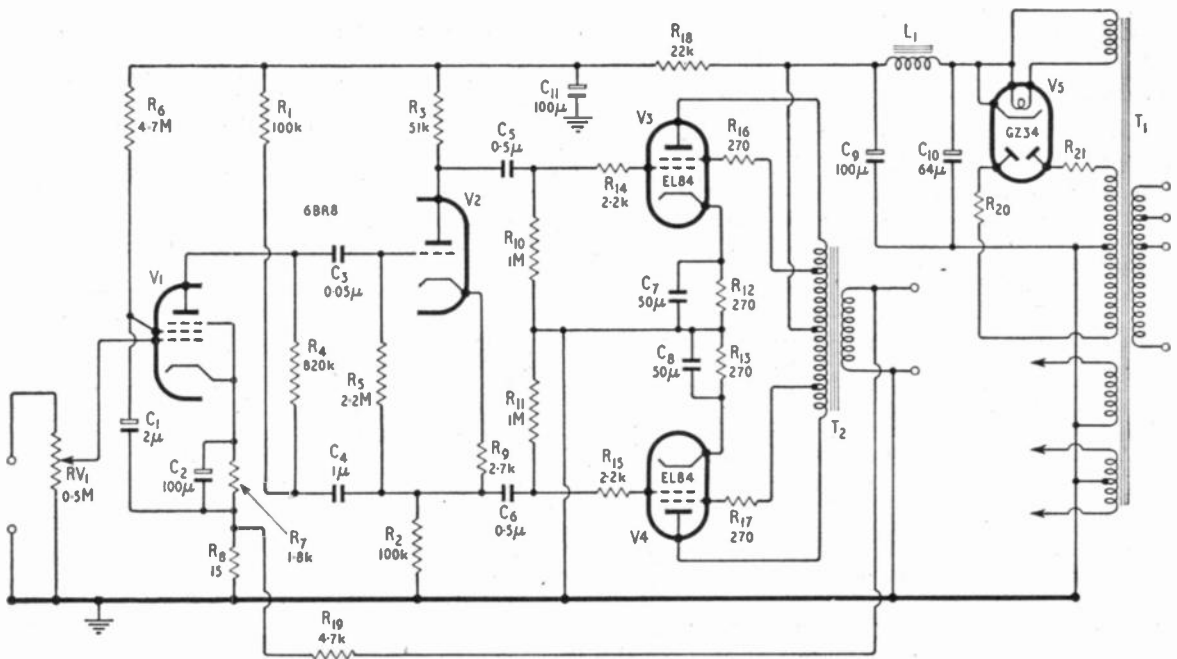 R18
22k
L1
V5
GZ34
T1
R6
4·7M
R1
100k
R3
51k
C11
100μ
V3
EL84
R16
270
C9
100μ
C10
64μ
R21
R20
C5
0·5μ
R14
2·2k
6BR8
V2
V1
C3
0·05μ
R10
1M
C7
50μ
R12
270
R4
820k
R5
2·2M
C8
50μ
R13
270
R11
1M
T2
C1
2μ
RV1
0·5M
C2
100μ
R7
1·8k
C4
1μ
R9
2·7k
C6
0·5μ
R15
2·2k
EL84
V4
R17
270
R8
15
R2
100k
R19
4·7k